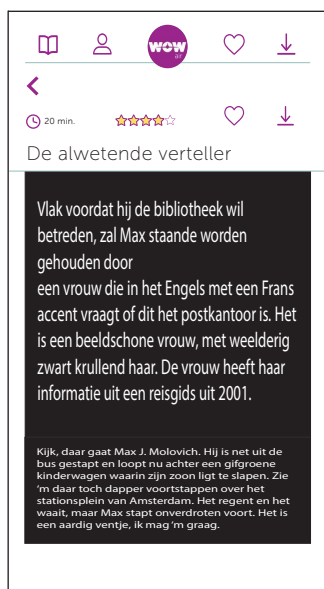 wow
air
20 min.
De alwetende verteller
Vlak voordat hij de bibliotheek wil
betreden, zal Max staande worden
gehouden door
een vrouw die in het Engels met een Frans
accent vraagt of dit het postkantoor is. Het
is een beeldschone vrouw, met weelderig
zwart krullend haar. De vrouw heeft haar
informatie uit een reisgids uit 2001.
Kijk, daar gaat Max J. Molovich. Hij is net uit de
bus gestapt en loopt nu achter een gifgroene
kinderwagen waarin zijn zoon ligt te slapen. Zie
'm daar toch dapper voortstappen over het
stationsplein van Amsterdam. Het regent en het
waait, maar Max stapt onverdroten voort. Het is
een aardig ventje, ik mag 'm graag.